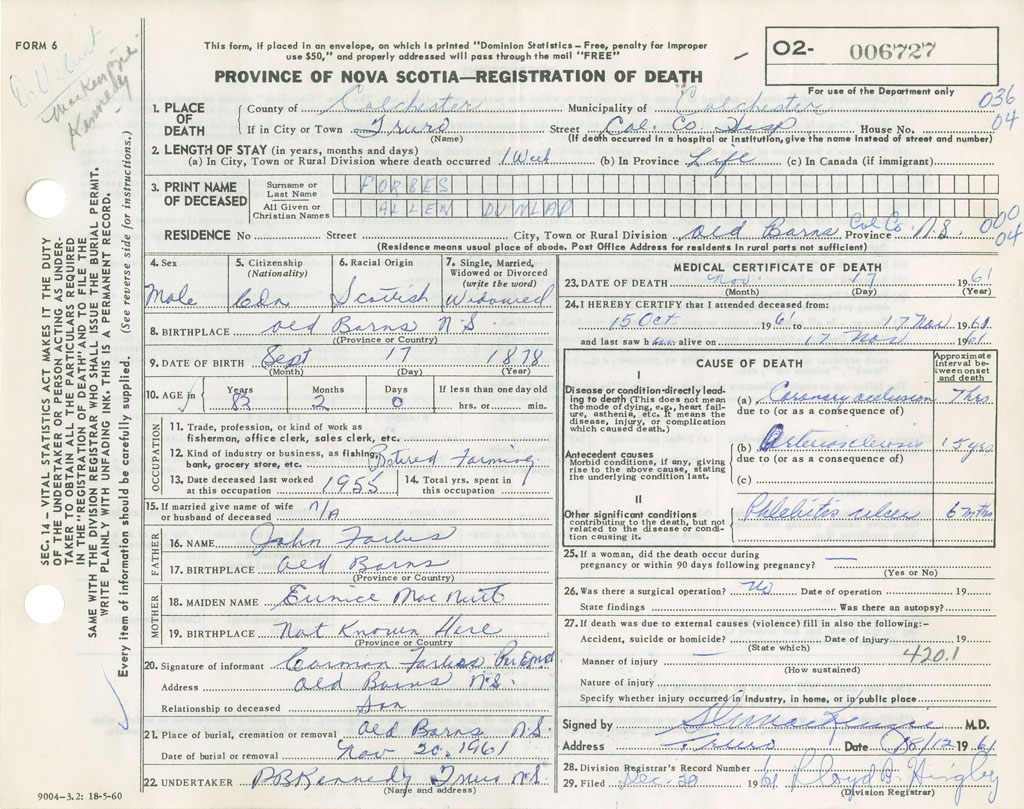 FORM 6
Dr. Hubert
MacKenzie
Kennedy
This form, if placed in an envelope, on which is printed "Dominion Statistics – Free, penalty for improper
use $50," and properly addressed will pass through the mail "FREE"
PROVINCE OF NOVA SCOTIA—REGISTRATION OF DEATH
O2- 006727
For use of the Department only
036
04
1. PLACE OF DEATH
County of Colchester Municipality of Colchester
If in City or Town Truro Street Col. Co. Hosp House No.
(Name) (If death occurred in a hospital or institution, give the name instead of street and number)
2. LENGTH OF STAY (in years, months and days)
(a) In City, Town or Rural Division where death occurred 1 Week (b) In Province Life (c) In Canada (if immigrant)
3. PRINT NAME OF DECEASED
Surname or Last Name FORBES
All Given or Christian Names ALLEN DUNLAP
RESIDENCE No. Street City, Town or Rural Division Old Barns Col Co. Province N.S.
000
04
(Residence means usual place of abode. Post Office Address for residents in rural parts not sufficient)
4. Sex Male
5. Citizenship (Nationality) Cdn
6. Racial Origin Scottish
7. Single, Married, Widowed or Divorced (write the word) Widowed
8. BIRTHPLACE Old Barns N S
(Province or Country)
9. DATE OF BIRTH Sept 17 1878
(Month) (Day) (Year)
10. AGE in Years 83 Months 2 Days 0 If less than one day old
hrs. or min.
OCCUPATION
11. Trade, profession, or kind of work as
fisherman, office clerk, sales clerk, etc.
12. Kind of industry or business, as fishing,
bank, grocery store, etc. Retired Farming
13. Date deceased last worked
at this occupation 1955
14. Total yrs. spent in
this occupation
15. If married give name of wife
or husband of deceased N/A
FATHER
16. NAME John Forbes
17. BIRTHPLACE Old Barns
(Province or Country)
MOTHER
18. MAIDEN NAME Eunice MacNutt
19. BIRTHPLACE Not Known Here
(Province or Country)
20. Signature of informant Carman Forbes Per
Address Old Barns N.S.
Relationship to deceased Son
21. Place of burial, cremation or removal Old Barns N.S.
Date of burial or removal Nov 20, 1961
22. UNDERTAKER P.B. Kennedy Truro N.S.
(Name and address)
MEDICAL CERTIFICATE OF DEATH
23. DATE OF DEATH Nov 17 1961
(Month) (Day) (Year)
24. I HEREBY CERTIFY that I attended deceased from:
15 Oct 1961 to 17 Nov 1961
and last saw him alive on 17 Nov 1961
CAUSE OF DEATH
Approximate interval between onset and death
I
Disease or condition-directly leading
to death (This does not mean
the mode of dying, e.g., heart failure,
asthenia, etc. It means the
disease, injury, or complication
which caused death.)
(a) Coronary occlusion 7 hrs
due to (or as a consequence of)
Antecedent causes
Morbid conditions, if any, giving
rise to the above cause, stating
the underlying condition last.
(b) Arteriosclerosis 15 yrs
due to (or as a consequence of)
(c)
II
Other significant conditions
contributing to the death, but not
related to the disease or condition
causing it.
Phlebitis ulcer 6 mths
25. If a woman, did the death occur during
pregnancy or within 90 days following pregnancy? —
(Yes or No)
26. Was there a surgical operation? No Date of operation 19
State findings Was there an autopsy?
27. If death was due to external causes (violence) fill in also the following:-
Accident, suicide or homicide? Date of injury 19
(State which)
4201
Manner of injury
(How sustained)
Nature of injury
Specify whether injury occurred in industry, in home, or in public place
Signed by S.H. MacKenzie M.D.
Address Truro Date 18/12 1961
28. Division Registrar's Record Number
29. Filed Dec. 30 1961 Lloyd B. Hingley
(Division Registrar)
SEC. 14 – VITAL STATISTICS ACT MAKES IT THE DUTY
OF THE UNDERTAKER OR PERSON ACTING AS UNDERTAKER
TO OBTAIN ALL THE PARTICULARS REQUIRED
IN THE "REGISTRATION OF DEATH" AND TO FILE THE
SAME WITH THE DIVISION REGISTRAR WHO SHALL ISSUE THE BURIAL PERMIT.
WRITE PLAINLY WITH UNFADING INK. THIS IS A PERMANENT RECORD.
Every item of information should be carefully supplied. (See reverse side for instructions.)
9004-3.2: 18-5-60